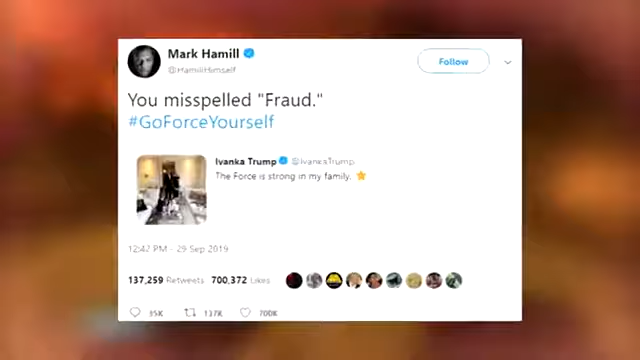 Mark Hamill
@HamillHimself
Follow
You misspelled "Fraud."
#GoForceYourself
Ivanka Trump @IvankaTrump
The Force is strong in my family.
12:47 PM - 29 Sep 2019
137,259 Retweets 700,372 Likes
35K 137K 700K